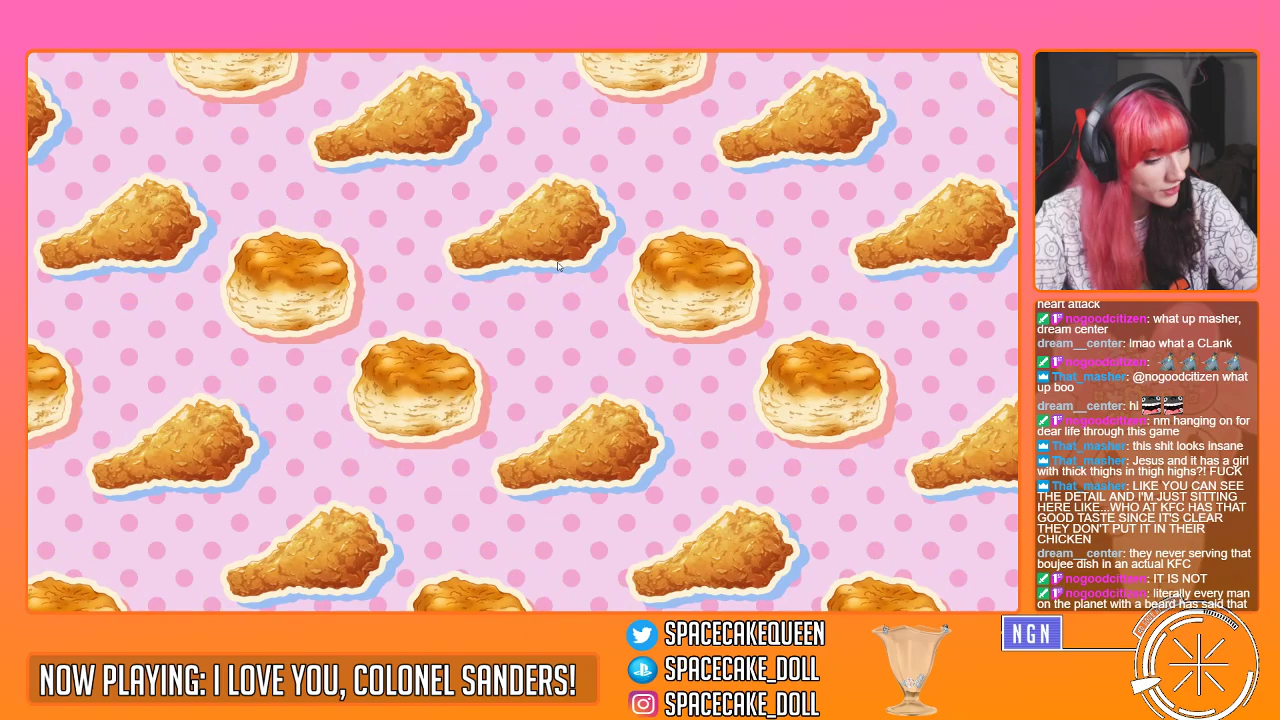 heart attack
nogoodcitizen: what up masher,
dream center
dream__center: lmao what a CLank
nogoodcitizen:
That_masher: @nogoodcitizen what
up boo
dream__center: hi
nogoodcitizen: nm hanging on for
dear life through this game
That_masher: this shit looks insane
That_masher: Jesus and it has a girl
with thick thighs in thigh highs?! FUCK
That_masher: LIKE YOU CAN SEE
THE DETAIL AND I'M JUST SITTING
HERE LIKE...WHO AT KFC HAS THAT
GOOD TASTE SINCE IT'S CLEAR
THEY DON'T PUT IT IN THEIR
CHICKEN
dream__center: they never serving that
boujee dish in an actual KFC
nogoodcitizen: IT IS NOT
nogoodcitizen: literally every man
on the planet with a beard has said that
NOW PLAYING: I LOVE YOU, COLONEL SANDERS!
SPACECAKEQUEEN
SPACECAKE_DOLL
SPACECAKE_DOLL
NGN